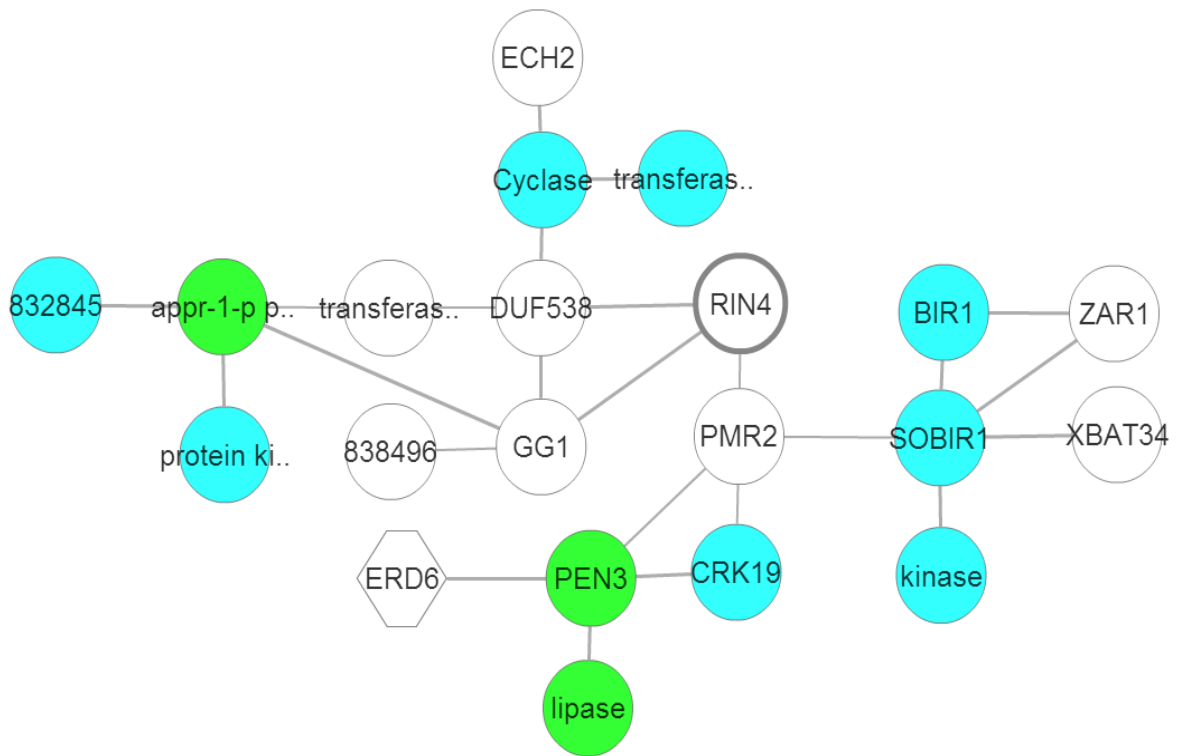 ECH2
Cyclase
transferas..
832845
appr-1-p p..
transferas..
DUF538
RIN4
BIR1
ZAR1
protein ki..
838496
GG1
PMR2
SOBIR1
XBAT34
ERD6
PEN3
CRK19
kinase
lipase